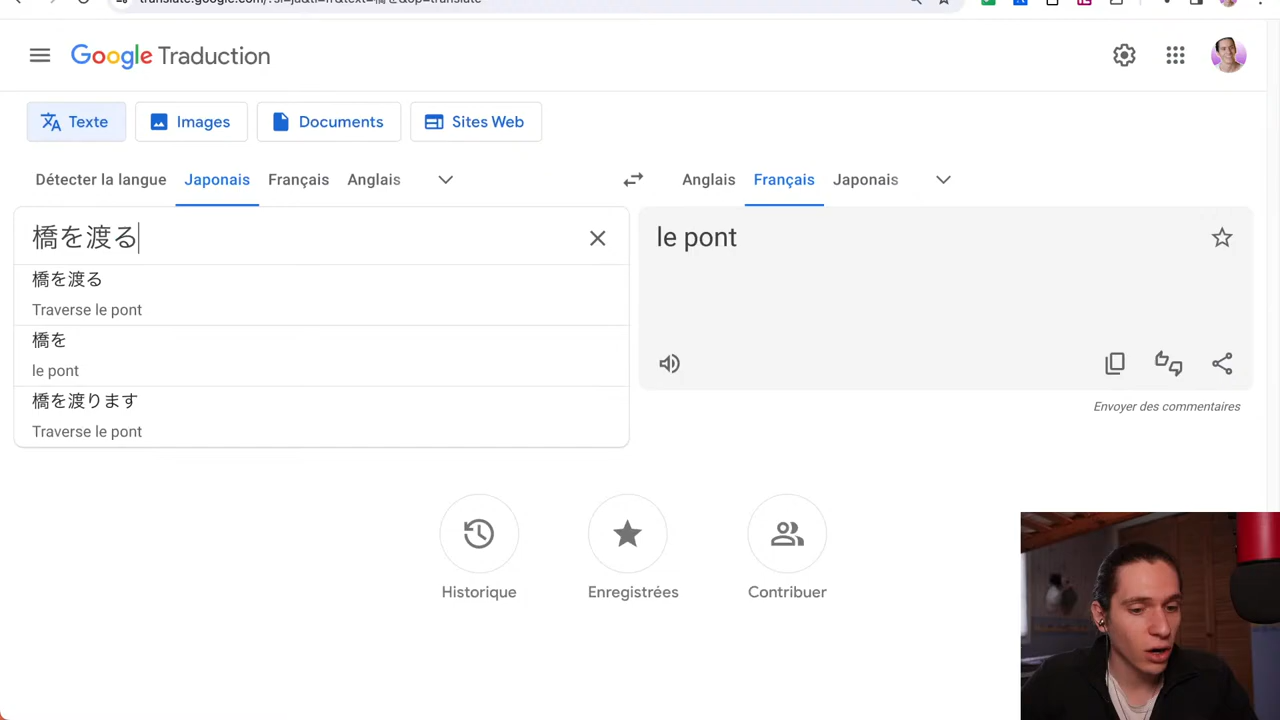 Google Traduction
Texte
Images
Documents
Sites Web
Détecter la langue
Japonais
Français
Anglais
Anglais
Français
Japonais
橋を渡る
橋を渡る
Traverse le pont
橋を
le pont
橋を渡ります
Traverse le pont
le pont
Envoyer des commentaires
Historique
Enregistrées
Contribuer